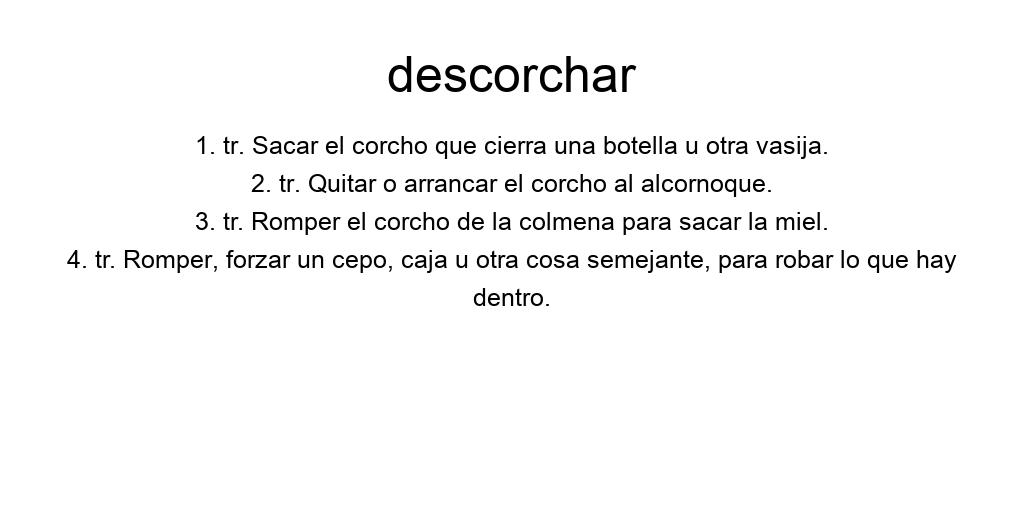 descorchar
1. tr. Sacar el corcho que cierra una botella u otra vasija.
2. tr. Quitar o arrancar el corcho al alcornoque.
3. tr. Romper el corcho de la colmena para sacar la miel.
4. tr. Romper, forzar un cepo, caja u otra cosa semejante, para robar lo que hay
dentro.